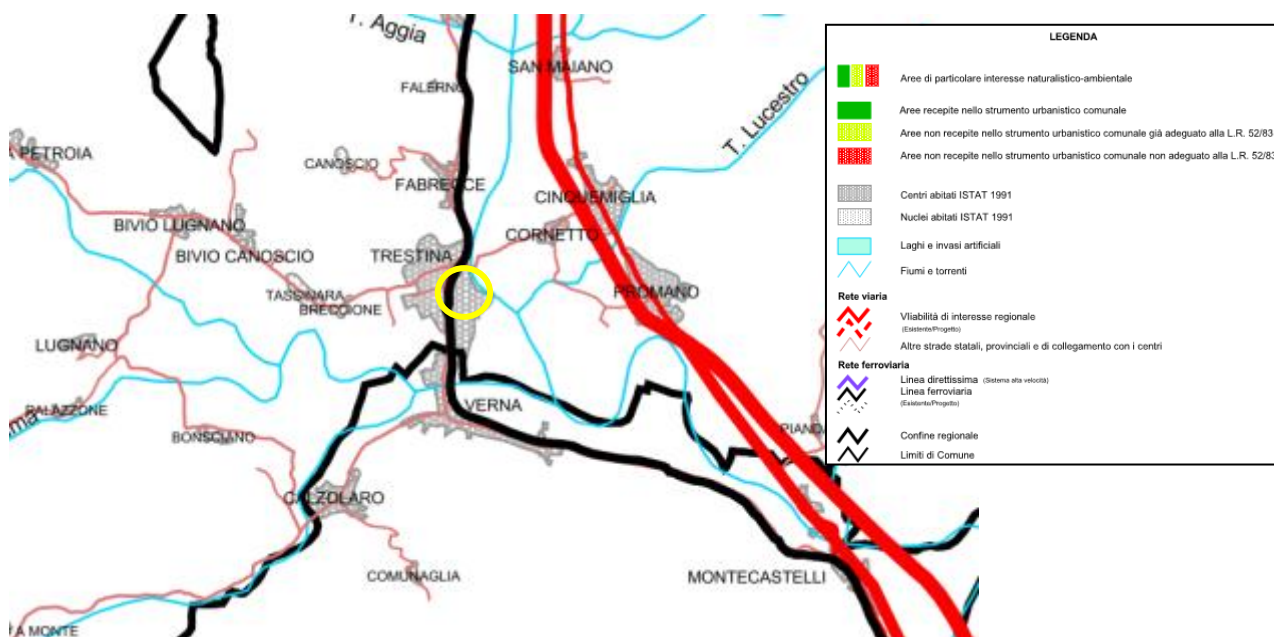 T. Aggia
SAN MAIANO
FALERNO
T. Lucestro
PETROIA
CANOSCIO
FABRECCE
CINQUEMIGLIA
BIVIO LUGNANO
CORNETTO
BIVIO CANOSCIO
TRESTINA
TASSINARA
BRECCIONE
PROMANO
LUGNANO
PALAZZONE
VERNA
BONSCIANO
CALZOLARO
COMUNAGLIA
MONTECASTELLI
A MONTE
LEGENDA
Aree di particolare interesse naturalistico-ambientale
Aree recepite nello strumento urbanistico comunale
Aree non recepite nello strumento urbanistico comunale già adeguato alla L.R. 52/83
Aree non recepite nello strumento urbanistico comunale non adeguato alla L.R. 52/83
Centri abitati ISTAT 1991
Nuclei abitati ISTAT 1991
Laghi e invasi artificiali
Fiumi e torrenti
Rete viaria
VIiabilità di interesse regionale
(Esistente/Progetto)
Altre strade statali, provinciali e di collegamento con i centri
Rete ferroviaria
Linea direttissima (Sistema alta velocità)
Linea ferroviaria
(Esistente/Progetto)
Confine regionale
Limiti di Comune